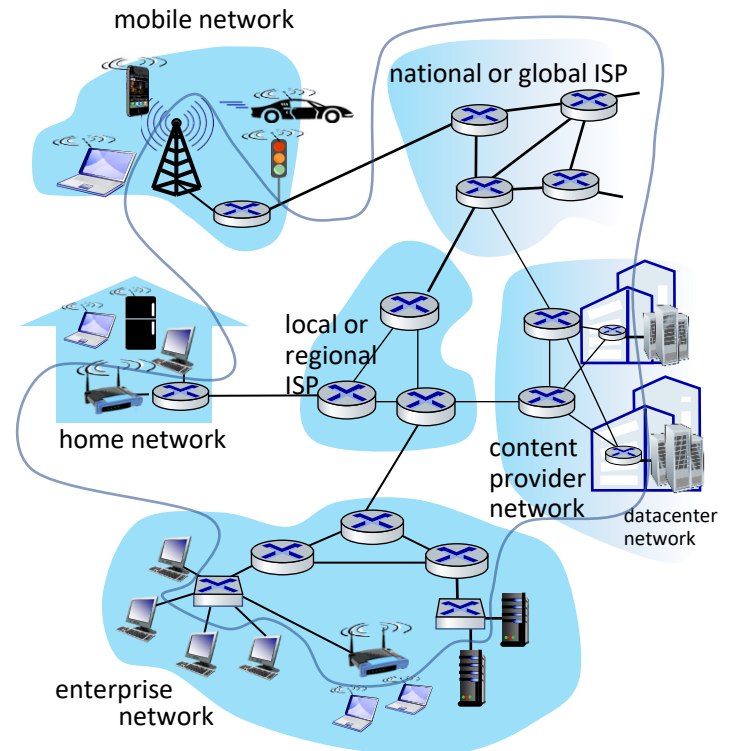 mobile network
national or global ISP
local or
regional
ISP
home network
content
provider
network
datacenter
network
enterprise
network